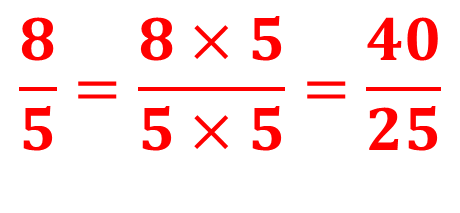 8/5 = 8 × 5/5 × 5 = 40/25